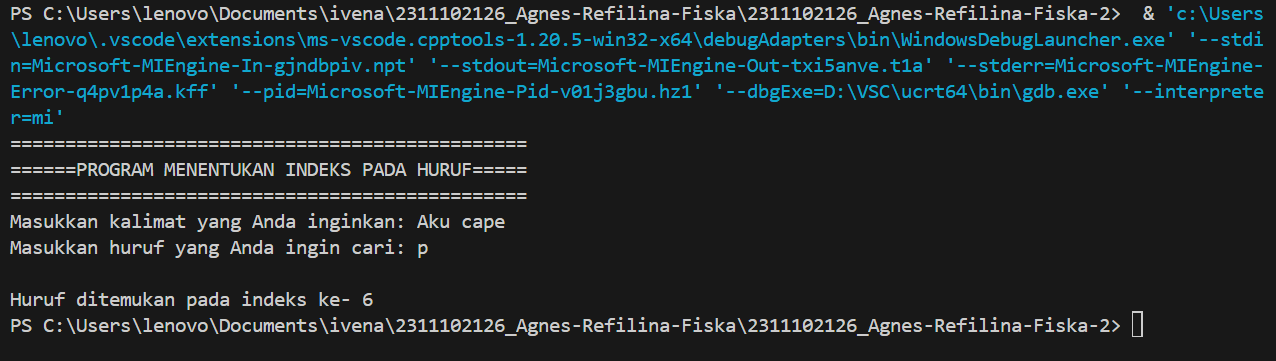 PS C:\Users\lenovo\Documents\ivena\2311102126_Agnes-Refilina-Fiska\2311102126_Agnes-Refilina-Fiska-2>  & 'c:\Users
\lenovo\.vscode\extensions\ms-vscode.cpptools-1.20.5-win32-x64\debugAdapters\bin\WindowsDebugLauncher.exe' '--stdi
n=Microsoft-MIEngine-In-gjndbpiv.npt' '--stdout=Microsoft-MIEngine-Out-txi5anve.t1a' '--stderr=Microsoft-MIEngine-
Error-q4pv1p4a.kff' '--pid=Microsoft-MIEngine-Pid-v01j3gbu.hz1' '--dbgExe=D:\VSC\ucrt64\bin\gdb.exe' '--interprete
r=mi'
===============================================
======PROGRAM MENENTUKAN INDEKS PADA HURUF=====
===============================================
Masukkan kalimat yang Anda inginkan: Aku cape
Masukkan huruf yang Anda ingin cari: p

Huruf ditemukan pada indeks ke- 6
PS C:\Users\lenovo\Documents\ivena\2311102126_Agnes-Refilina-Fiska\2311102126_Agnes-Refilina-Fiska-2>